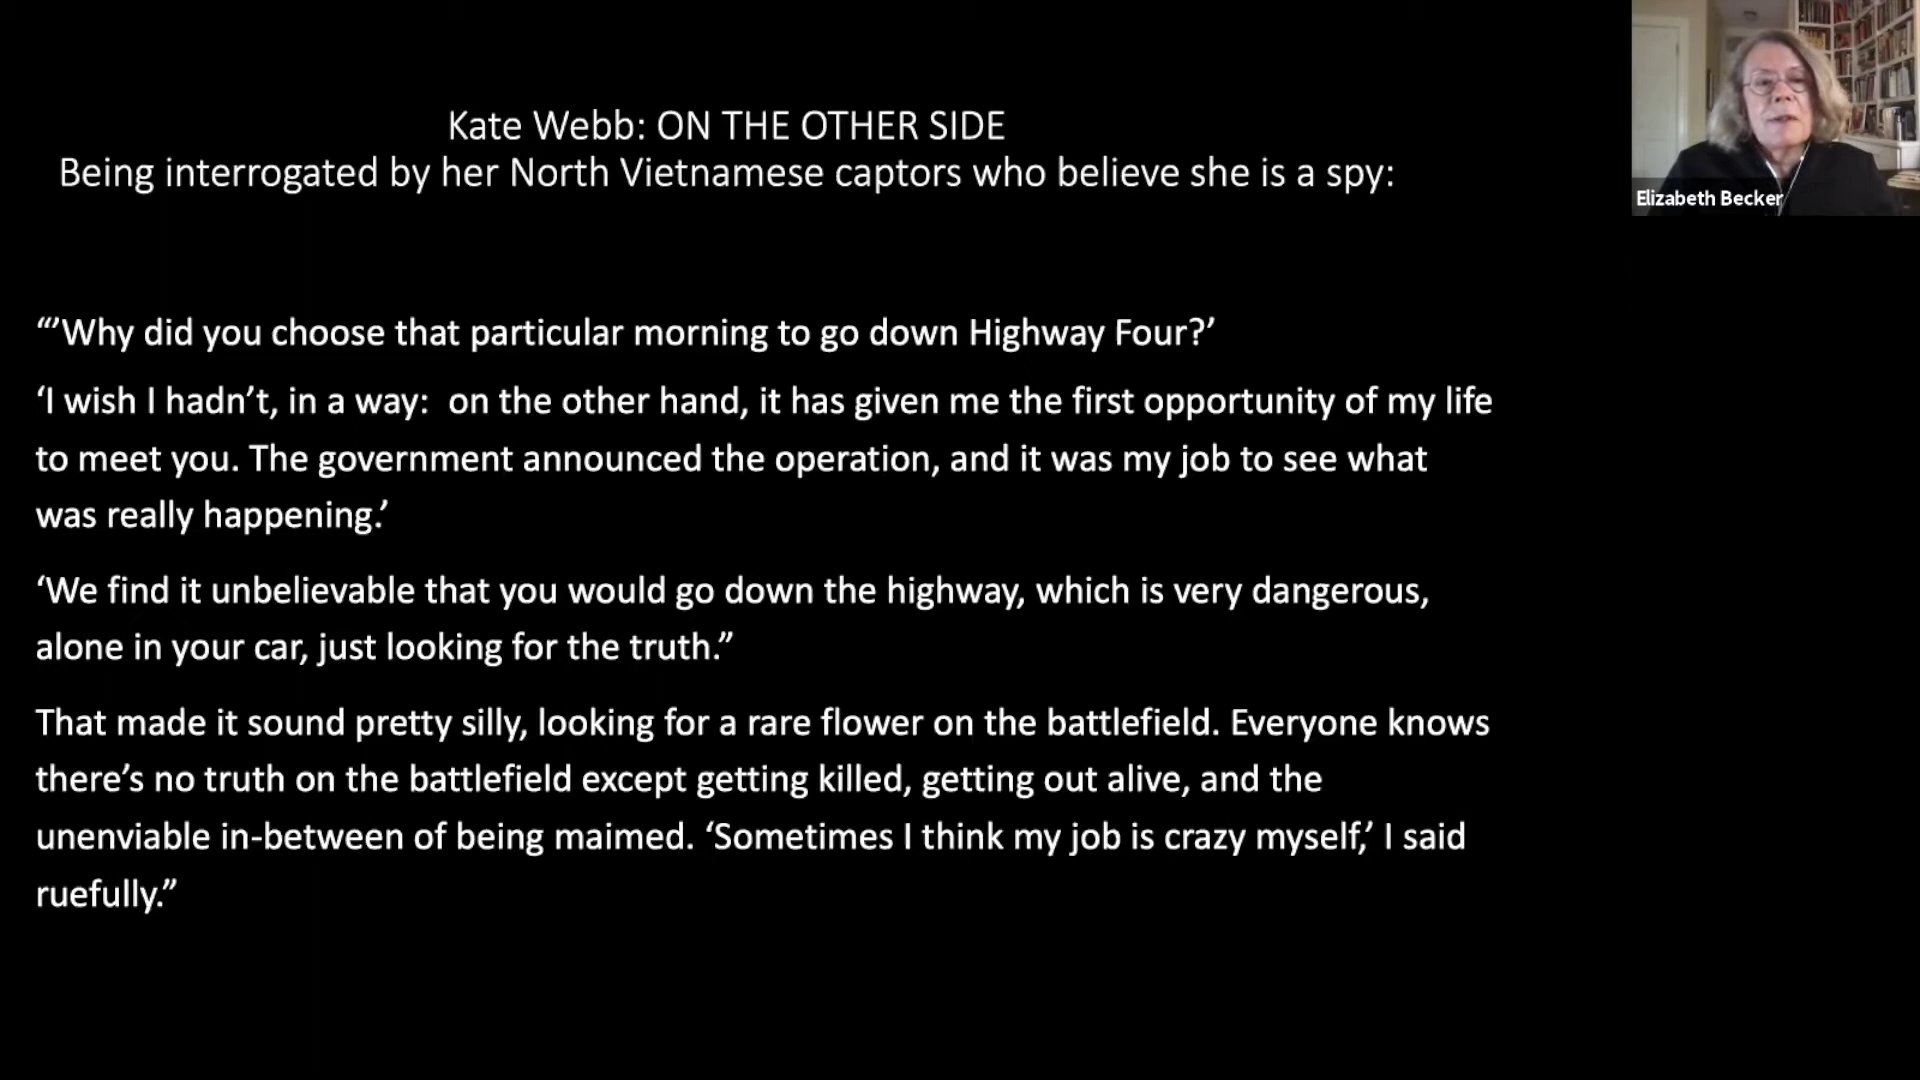 Kate Webb: ON THE OTHER SIDE
Being interrogated by her North Vietnamese captors who believe she is a spy:
Elizabeth Becker
“’Why did you choose that particular morning to go down Highway Four?’
‘I wish I hadn’t, in a way:  on the other hand, it has given me the first opportunity of my life
to meet you. The government announced the operation, and it was my job to see what
was really happening.’
‘We find it unbelievable that you would go down the highway, which is very dangerous,
alone in your car, just looking for the truth.”
That made it sound pretty silly, looking for a rare flower on the battlefield. Everyone knows
there’s no truth on the battlefield except getting killed, getting out alive, and the
unenviable in-between of being maimed. ‘Sometimes I think my job is crazy myself,’ I said
ruefully.”